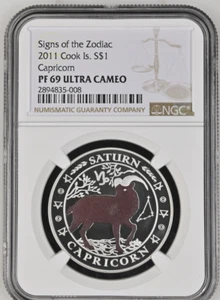 Signs of the Zodiac
2011 Cook Is. S$1
Capricorn
PF 69 ULTRA CAMEO
2894835-008
NGC
NUMISMATIC GUARANTY COMPANY
SATURN
CAPRICORN